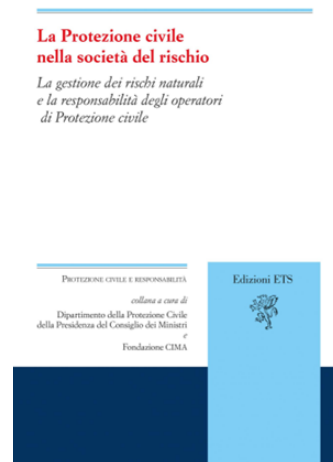 La Protezione civile
nella società del rischio
La gestione dei rischi naturali
e la responsabilità degli operatori
di Protezione civile
PROTEZIONE CIVILE E RESPONSABILITÀ
Edizioni ETS
collana a cura di
Dipartimento della Protezione Civile
della Presidenza del Consiglio dei Ministri
e
Fondazione CIMA